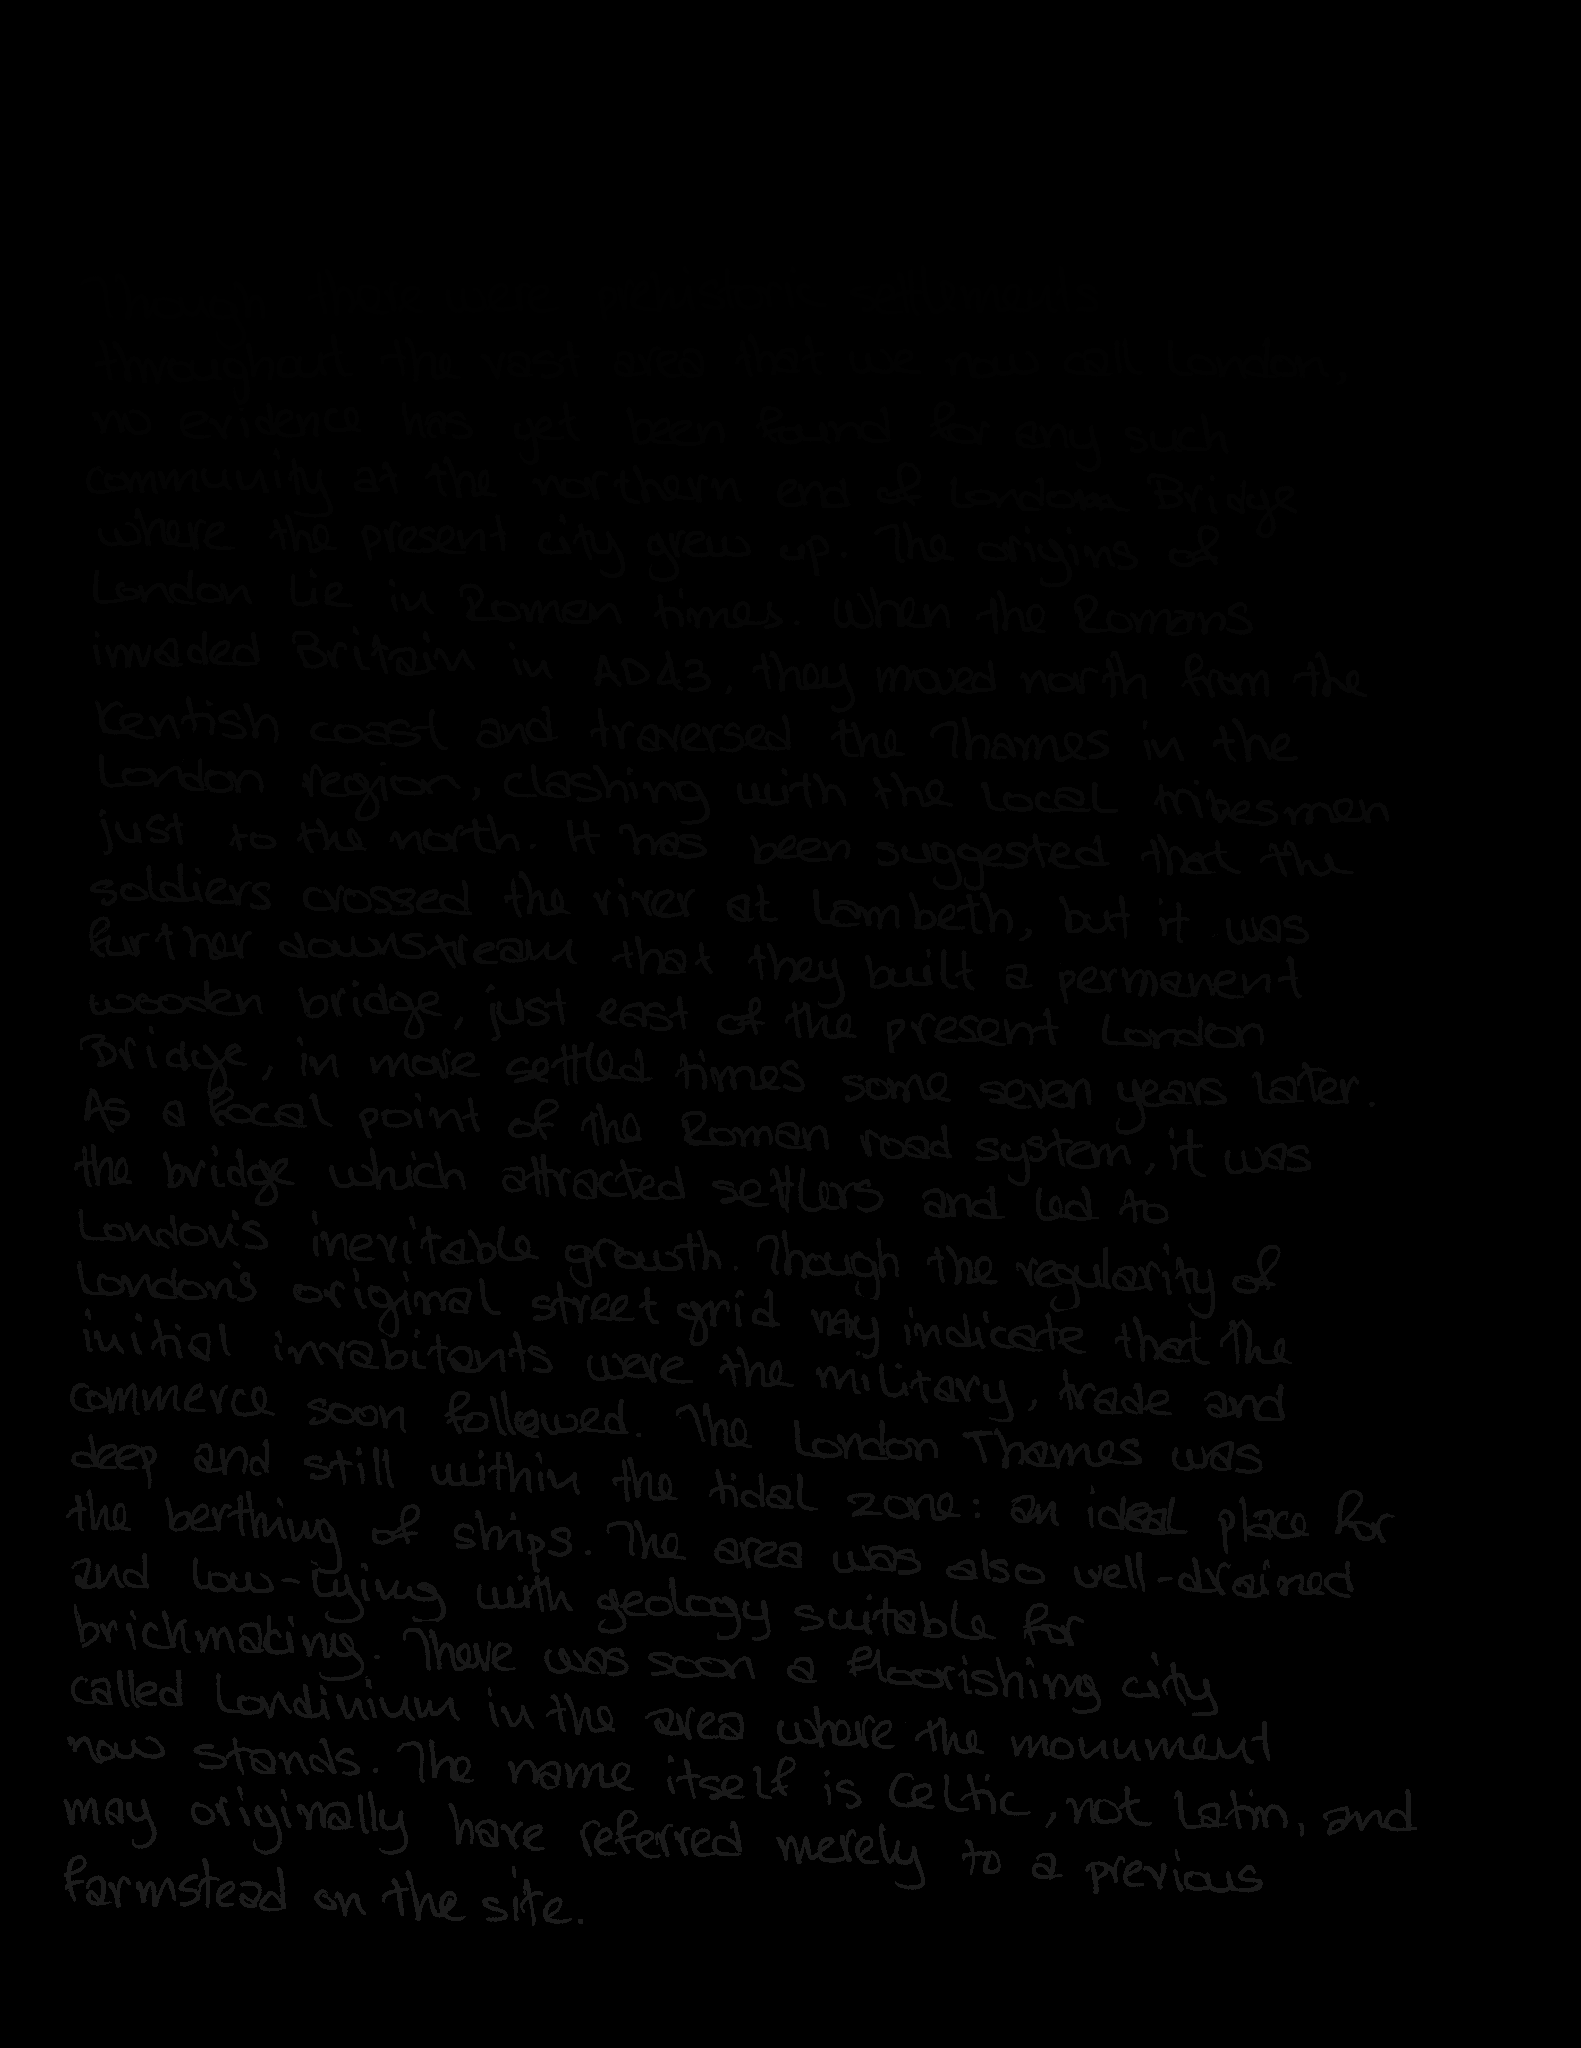 Though there were prehistoric settlements
throughout the vast area that we now call London,
no evidence has yet been found for any such
community at the northern end of London Bridge
where the present city grew up. The origins of
London lie in Roman times. When the Romans
invaded Britain in AD43, they moved north from the
Kentish coast and traversed the Thames in the
London region, clashing with the local tribesmen
just to the north. It has been suggested that the
soldiers crossed the river at Lambeth, but it was
further downstream that they built a permanent
wooden bridge, just east of the present London
Bridge, in more settled times some seven years later.
As a focal point of the Roman road system, it was
the bridge which attracted settlers and led to
London's inevitable growth. Though the regularity of
London's original street grid may indicate that the
initial inhabitants were the military, trade and
commerce soon followed. The London Thames was
deep and still within the tidal zone: an ideal place for
the berthing of ships. The area was also well-drained
and low-lying with geology suitable for
brickmaking. There was soon a floorishing city
called Londinium in the area where the monument
now stands. The name itself is Celtic, not Latin, and
may originally have referred merely to a previous
farmstead on the site.